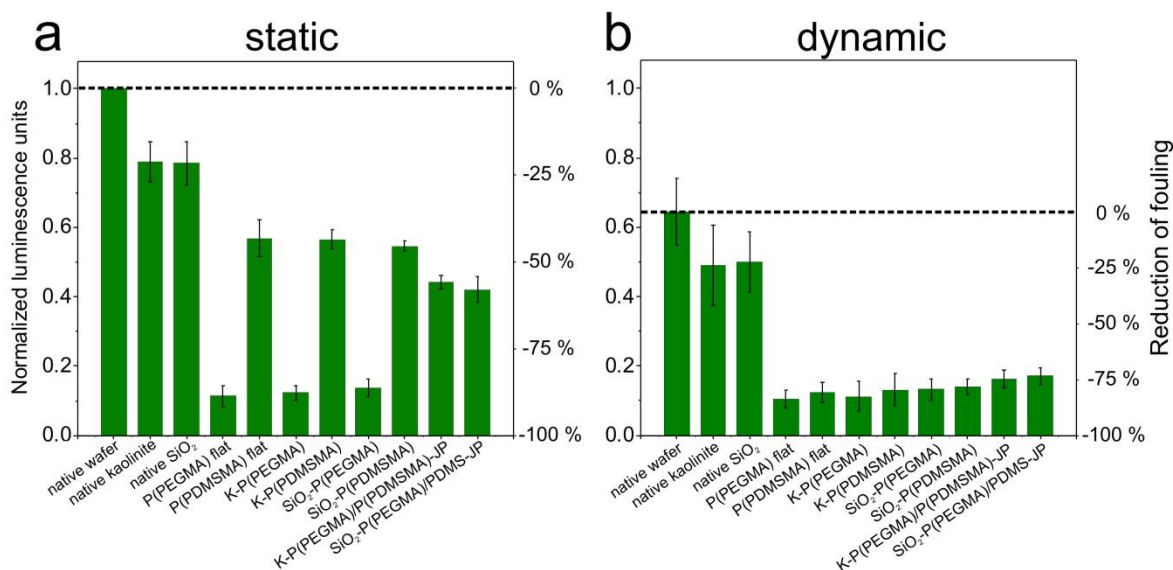 a
static
b
dynamic
Normalized luminescence units
1.0
0.8
0.6
0.4
0.2
0.0
0 %
-25 %
-50 %
-75 %
-100 %
native wafer
native kaolinite
native SiO₂
P(PEGMA) flat
P(PDMSMA) flat
K-P(PEGMA)
K-P(PDMSMA)
SiO₂-P(PEGMA)
SiO₂-P(PDMSMA)
K-P(PEGMA)/P(PDMSMA)-JP
SiO₂-P(PEGMA)/PDMS-JP
1.0
0.8
0.6
0.4
0.2
0.0
0 %
-25 %
-50 %
-75 %
-100 %
Reduction of fouling
native wafer
native kaolinite
native SiO₂
P(PEGMA) flat
P(PDMSMA) flat
K-P(PEGMA)
K-P(PDMSMA)
SiO₂-P(PEGMA)
SiO₂-P(PDMSMA)
K-P(PEGMA)/P(PDMSMA)-JP
SiO₂-P(PEGMA)/PDMS-JP